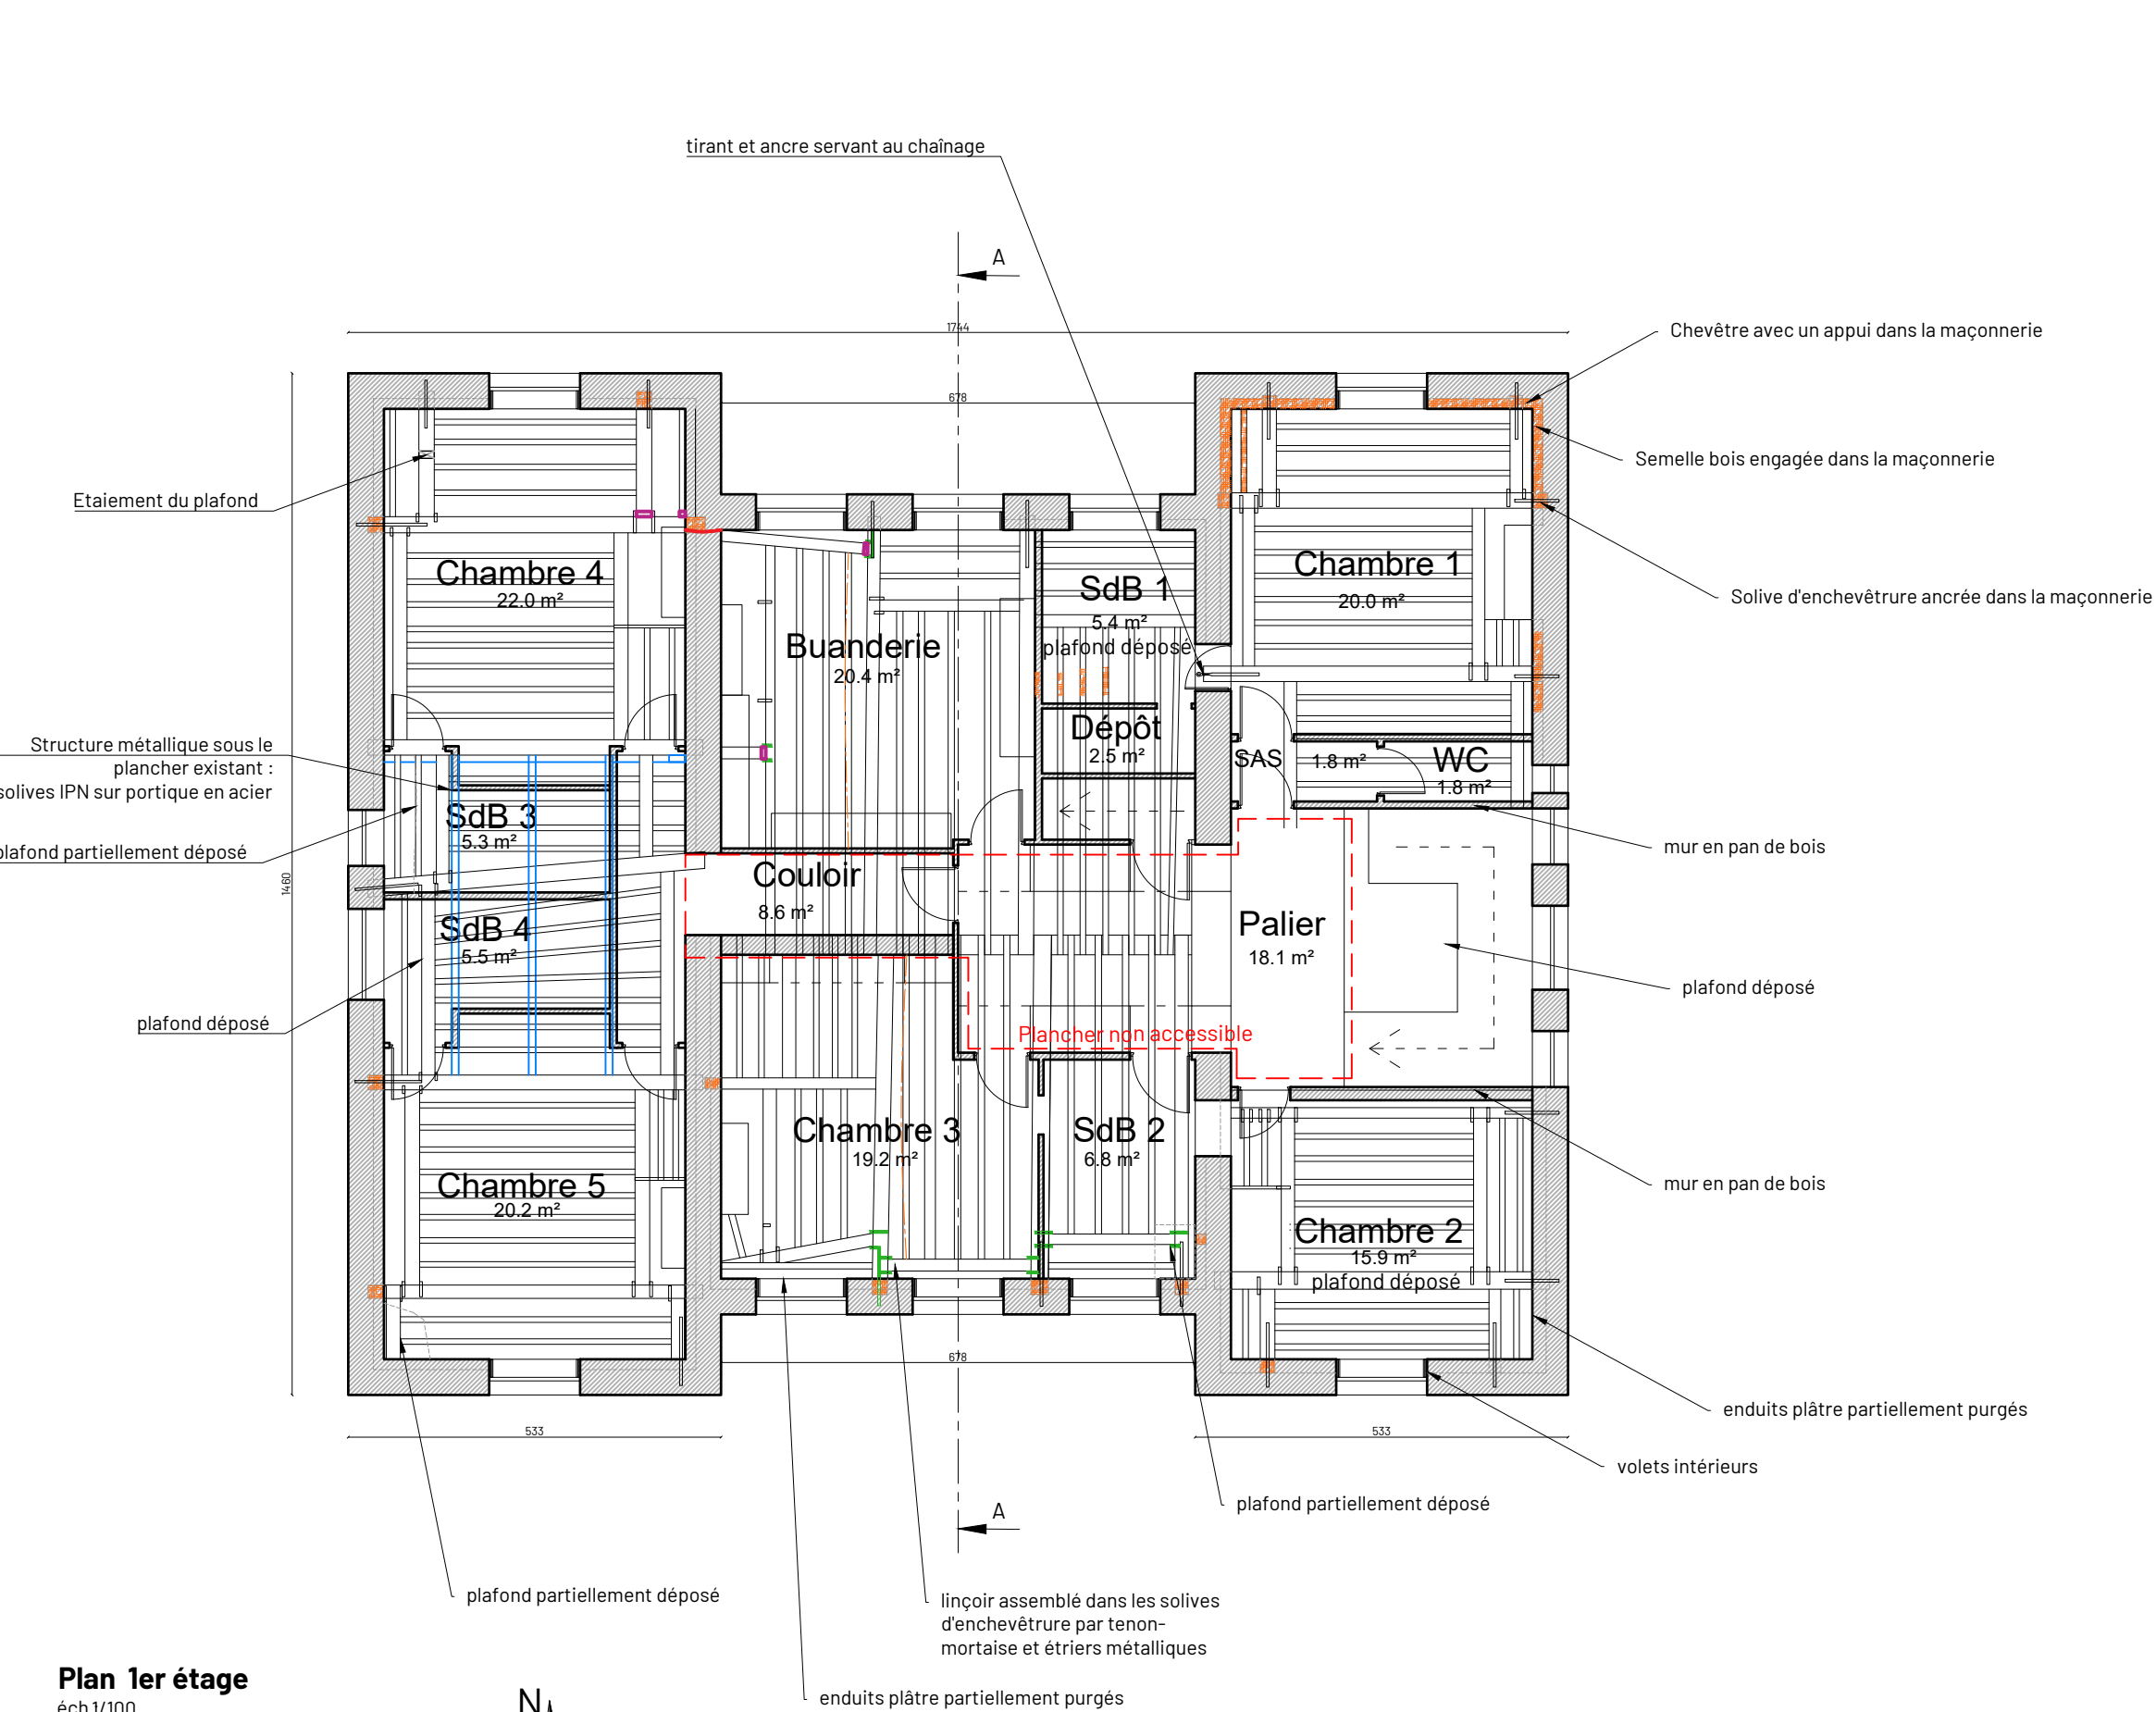 tirant et ancre servant au chaînage
A
1744
Chevêtre avec un appui dans la maçonnerie
678
Semelle bois engagée dans la maçonnerie
Etaiement du plafond
Chambre 4
22.0 m²
Chambre 1
20.0 m²
SdB 1
5.4 m²
plafond déposé
Solive d'enchevêtrure ancrée dans la maçonnerie
Buanderie
20.4 m²
Dépôt
2.5 m²
SAS
1.8 m²
WC
1.8 m²
Structure métallique sous le
plancher existant :
solives IPN sur portique en acier
SdB 3
5.3 m²
plafond partiellement déposé
mur en pan de bois
1460
Couloir
8.6 m²
SdB 4
5.5 m²
Palier
18.1 m²
plafond déposé
plafond déposé
Plancher non accessible
Chambre 3
19.2 m²
SdB 2
6.8 m²
mur en pan de bois
Chambre 5
20.2 m²
Chambre 2
15.9 m²
plafond déposé
678
enduits plâtre partiellement purgés
533
533
volets intérieurs
plafond partiellement déposé
A
plafond partiellement déposé
linçoir assemblé dans les solives
d'enchevêtrure par tenon-
mortaise et étriers métalliques
Plan 1er étage
éch 1/100
N
enduits plâtre partiellement purgés